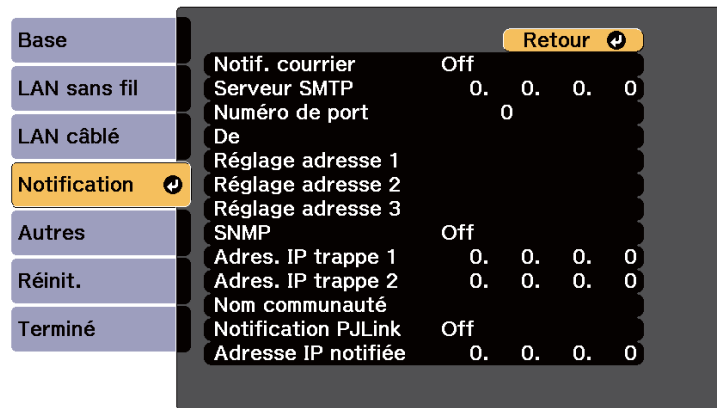 Base
LAN sans fil
LAN câblé
Notification
Autres
Réinit.
Terminé
Retour
Notif. courrier Off
Serveur SMTP 0. 0. 0. 0
Numéro de port 0
De
Réglage adresse 1
Réglage adresse 2
Réglage adresse 3
SNMP Off
Adres. IP trappe 1 0. 0. 0. 0
Adres. IP trappe 2 0. 0. 0. 0
Nom communauté
Notification PJLink Off
Adresse IP notifiée 0. 0. 0. 0